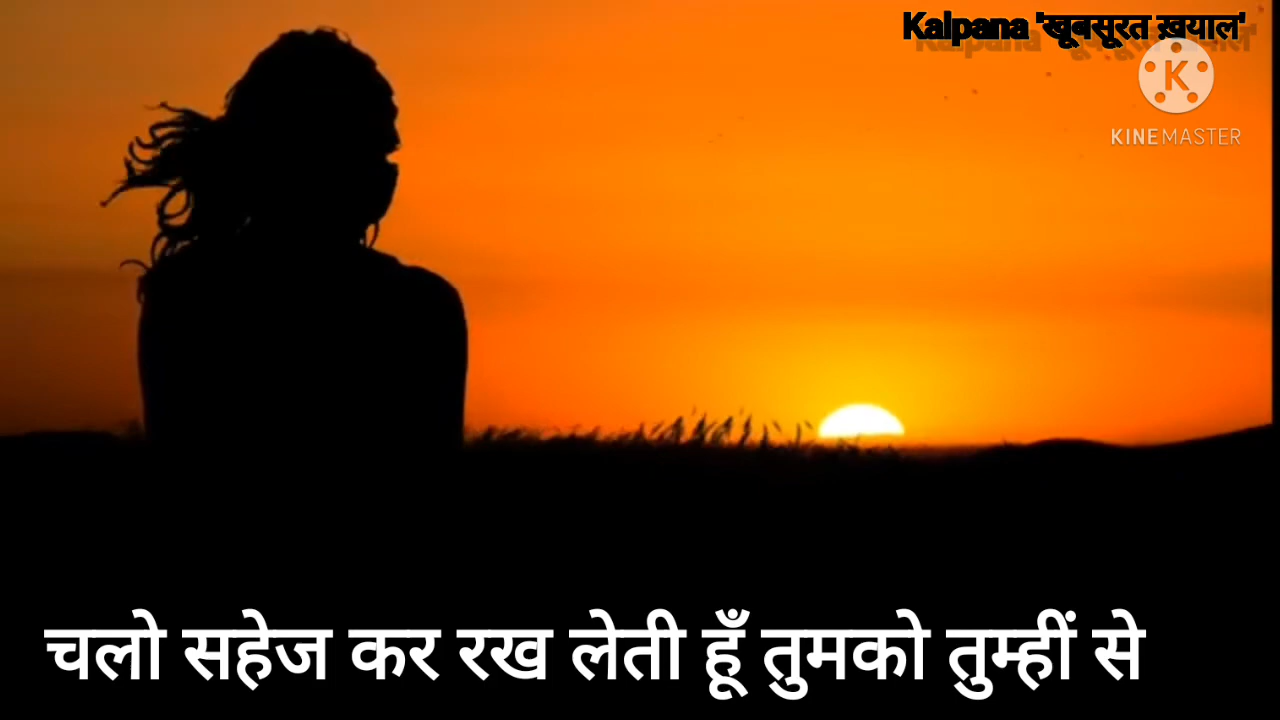 Kalpana 'खूबसूरत ख़याल'
KINEMASTER
चलो सहेज कर रख लेती हूँ तुमको तुम्हीं से